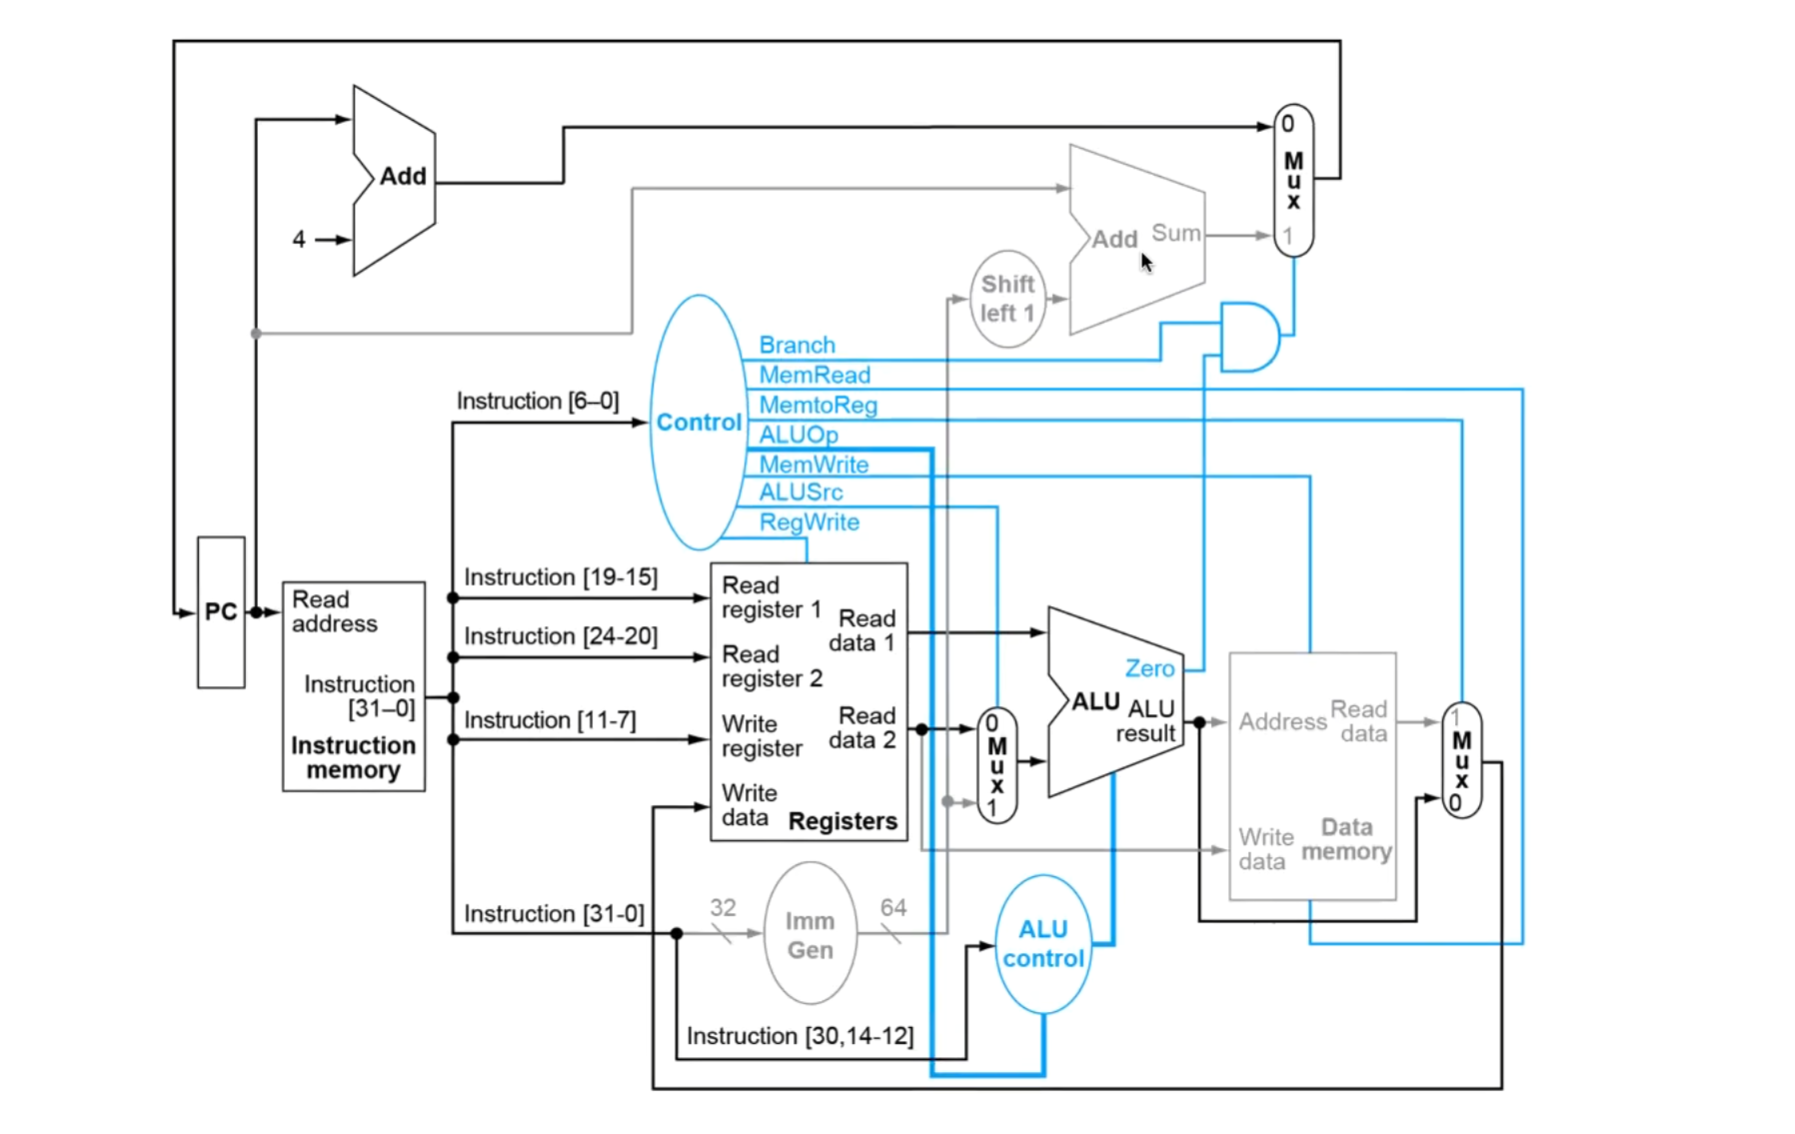 0
M
u
x
1
Add
4
Add Sum
Shift
left 1
Branch
MemRead
MemtoReg
ALUOp
MemWrite
ALUSrc
RegWrite
Control
Instruction [6–0]
PC
Read
address
Instruction
[31–0]
Instruction
memory
Instruction [19-15]
Instruction [24-20]
Instruction [11-7]
Instruction [31-0]
Read
register 1
Read
register 2
Write
register
Write
data
Read
data 1
Read
data 2
Registers
0
M
u
x
1
Zero
ALU
ALU
result
Address
Read
data
Write
data
Data
memory
1
M
u
x
0
32
Imm
Gen
64
ALU
control
Instruction [30,14-12]